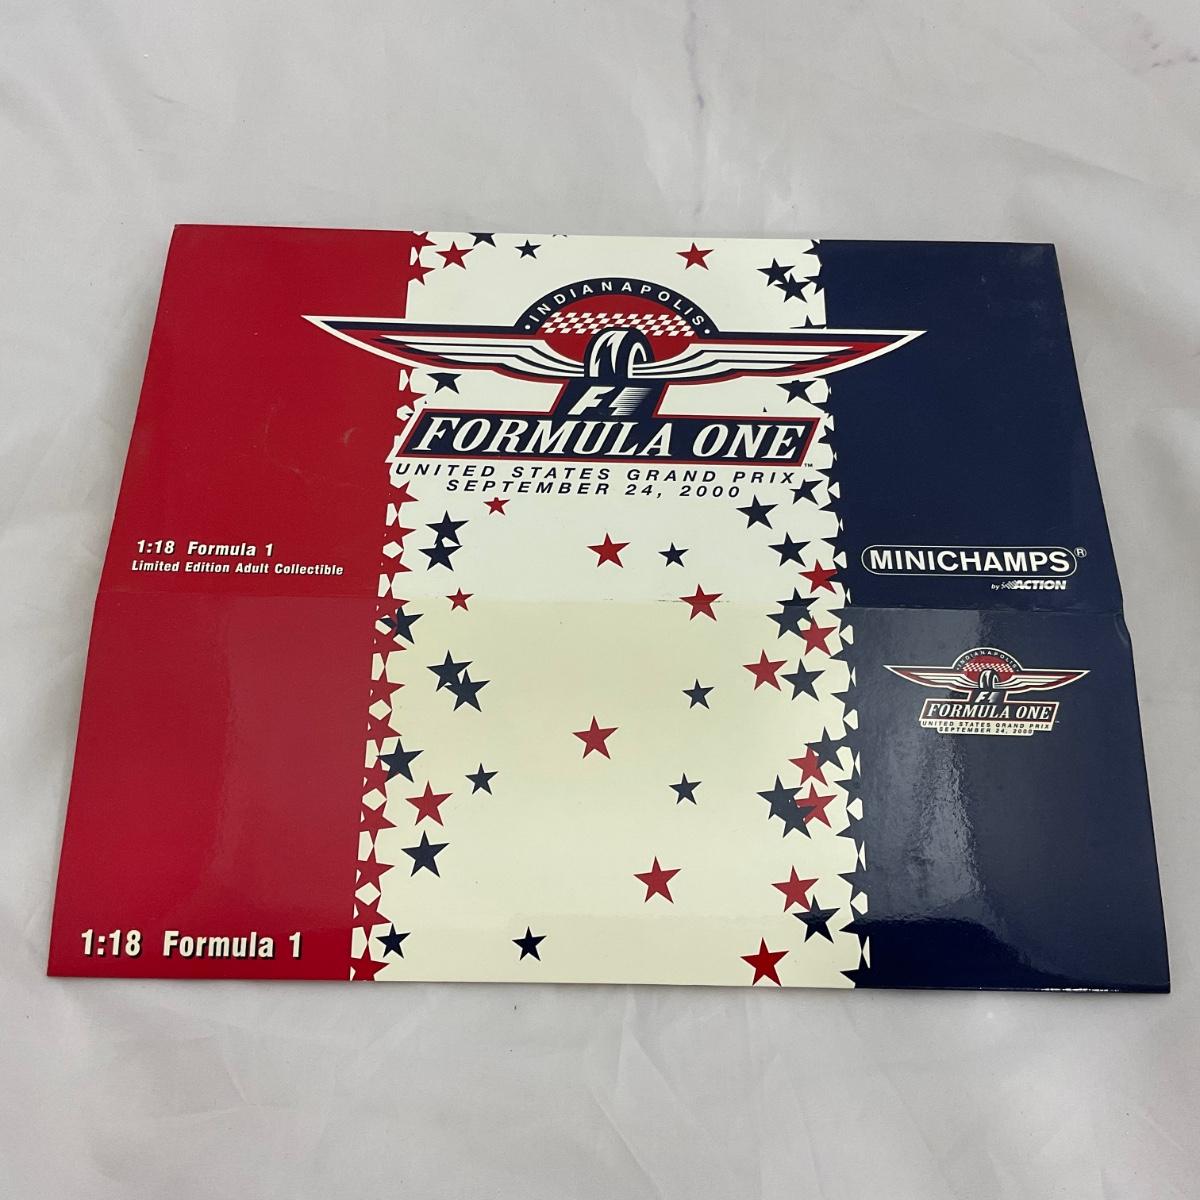 INDIANAPOLIS
F1
FORMULA ONE™
UNITED STATES GRAND PRIX
SEPTEMBER 24, 2000
1:18 Formula 1
Limited Edition Adult Collectible
MINICHAMPS®
by ACTION
INDIANAPOLIS
F1
FORMULA ONE
UNITED STATES GRAND PRIX
SEPTEMBER 24, 2000
1:18 Formula 1